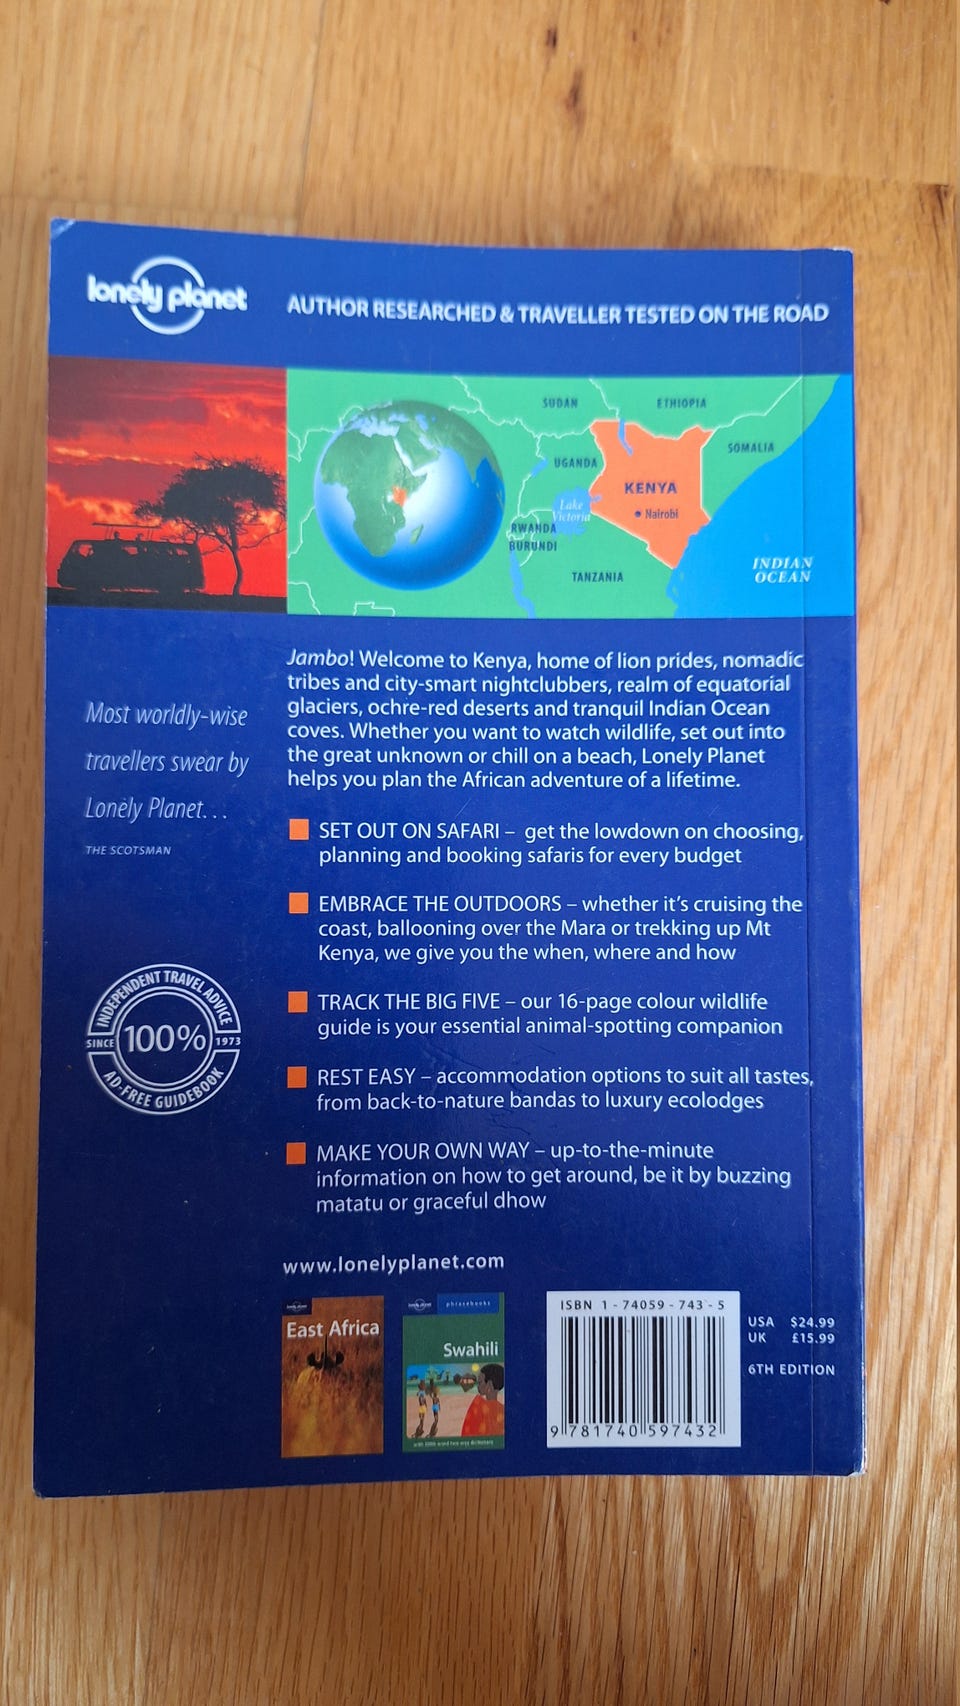 lonely planet
AUTHOR RESEARCHED & TRAVELLER TESTED ON THE ROAD
SUDAN
ETHIOPIA
SOMALIA
UGANDA
KENYA
Nairobi
Lake
Victoria
RWANDA
BURUNDI
TANZANIA
INDIAN
OCEAN
Jambo! Welcome to Kenya, home of lion prides, nomadic
tribes and city-smart nightclubbers, realm of equatorial
glaciers, ochre-red deserts and tranquil Indian Ocean
coves. Whether you want to watch wildlife, set out into
the great unknown or chill on a beach, Lonely Planet
helps you plan the African adventure of a lifetime.
Most worldly-wise
travellers swear by
Lonely Planet...
THE SCOTSMAN
SET OUT ON SAFARI – get the lowdown on choosing,
planning and booking safaris for every budget
EMBRACE THE OUTDOORS – whether it's cruising the
coast, ballooning over the Mara or trekking up Mt
Kenya, we give you the when, where and how
TRACK THE BIG FIVE – our 16-page colour wildlife
guide is your essential animal-spotting companion
REST EASY – accommodation options to suit all tastes,
from back-to-nature bandas to luxury ecolodges
MAKE YOUR OWN WAY – up-to-the-minute
information on how to get around, be it by buzzing
matatu or graceful dhow
INDEPENDENT TRAVEL ADVICE
SINCE 100% 1973
AD-FREE GUIDEBOOK
www.lonelyplanet.com
lonely planet
East Africa
lonely planet phrasebooks
Swahili
ISBN 1-74059-743-5
9 781740 597432
USA $24.99
UK £15.99
6TH EDITION